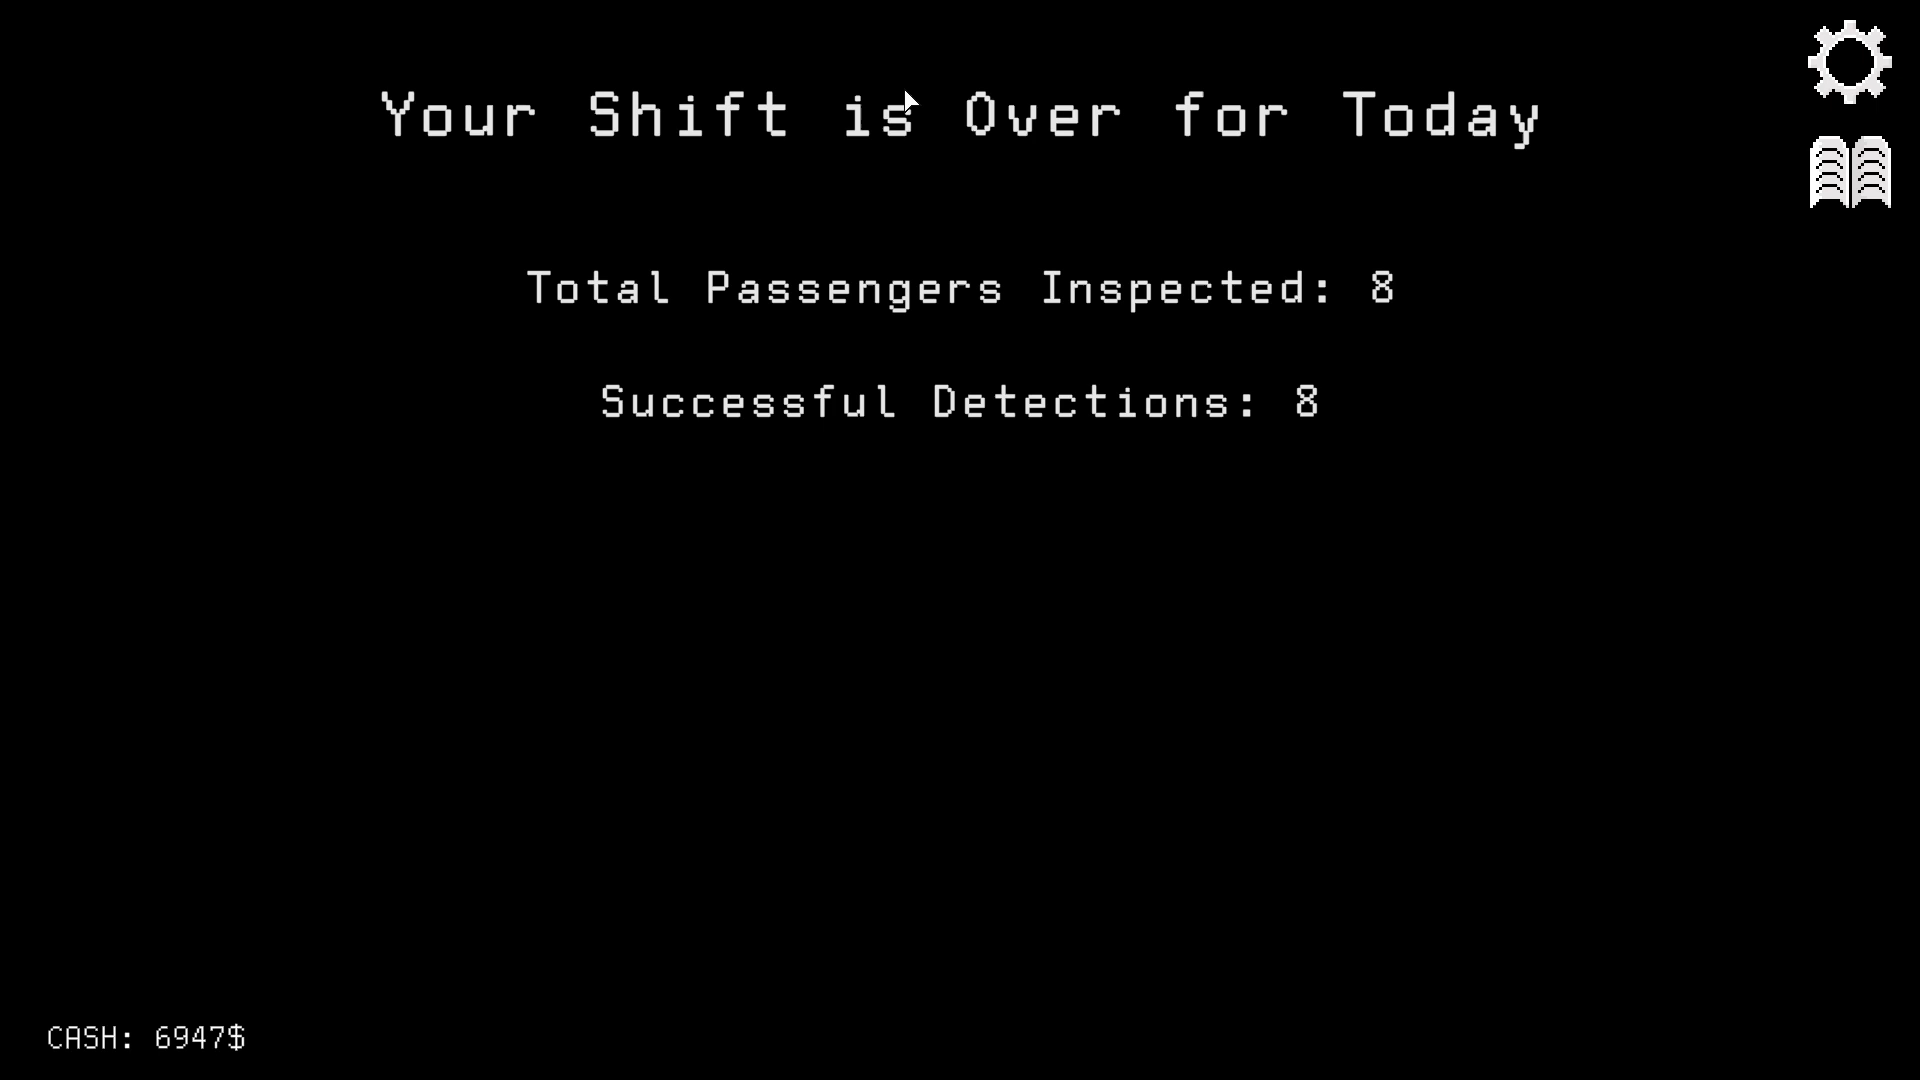 Your Shift is Over for Today
Total Passengers Inspected: 8
Successful Detections: 8
CASH: 6947$